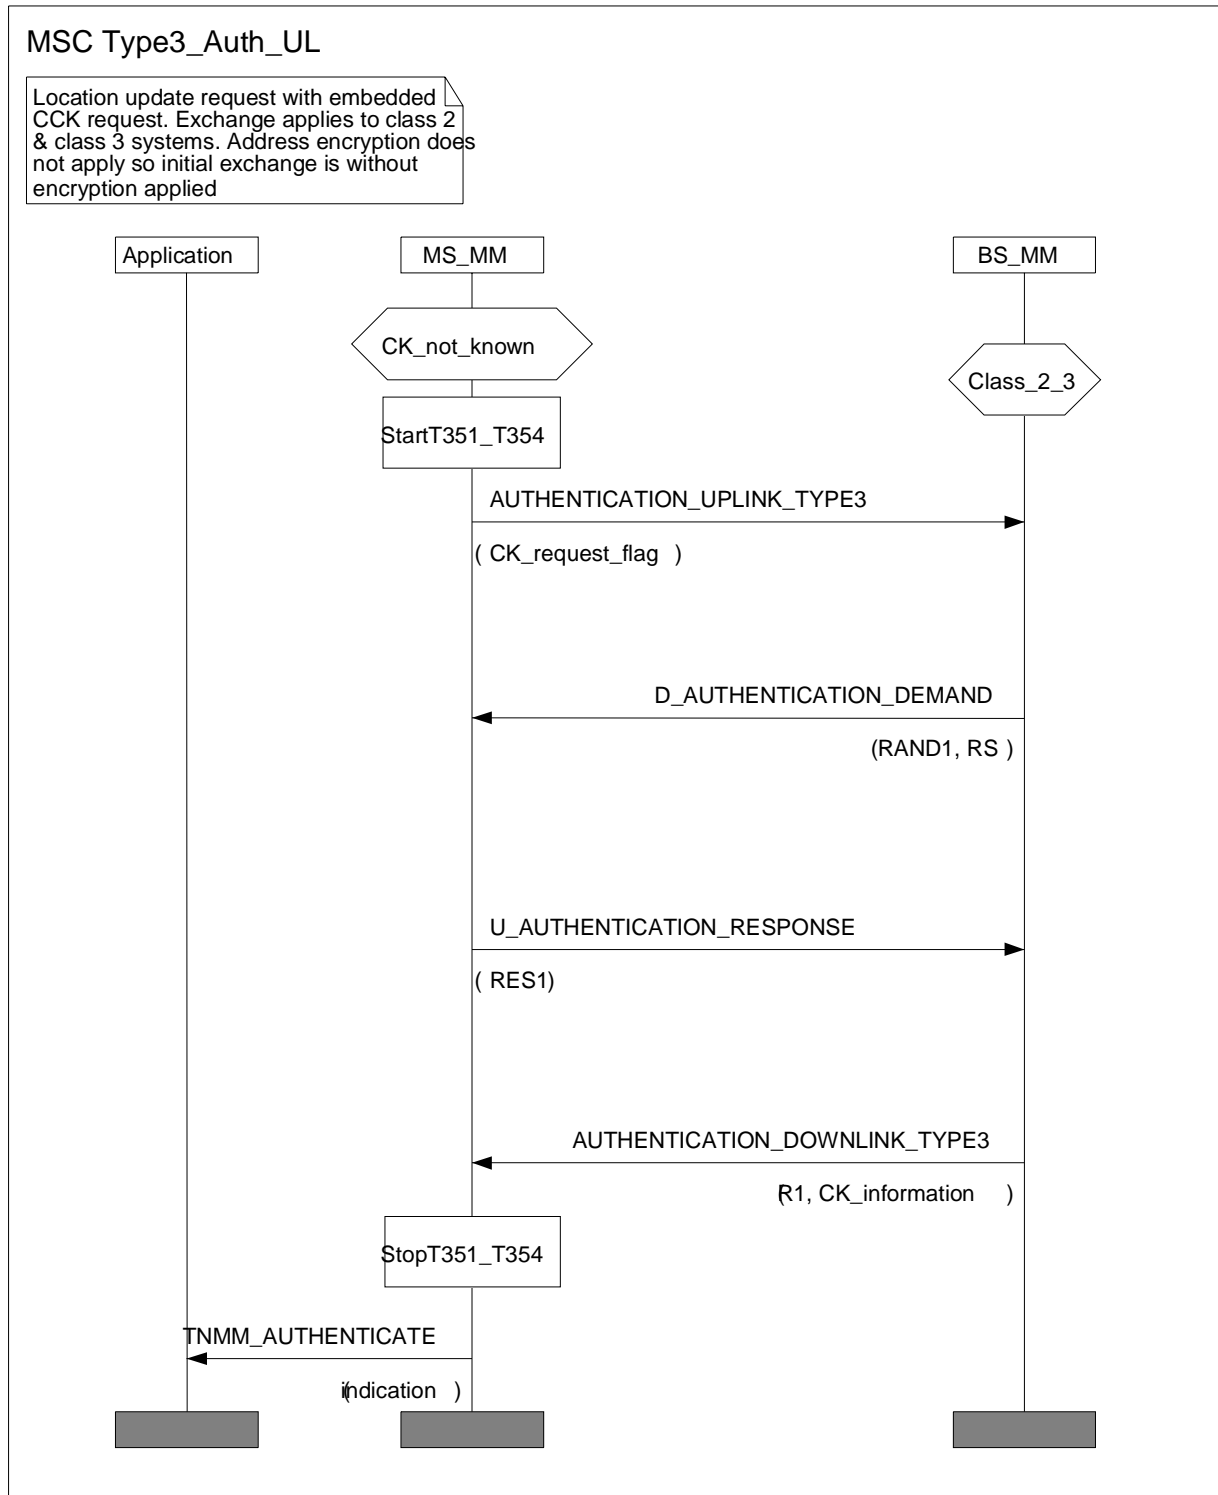 MSC Type3_Auth_UL
Location update request with embedded
CCK request. Exchange applies to class 2
& class 3 systems. Address encryption does
not apply so initial exchange is without
encryption applied
Application
MS_MM
BS_MM
CK_not_known
Class_2_3
StartT351_T354
AUTHENTICATION_UPLINK_TYPE3
( CK_request_flag )
D_AUTHENTICATION_DEMAND
(RAND1, RS )
U_AUTHENTICATION_RESPONSE
( RES1)
AUTHENTICATION_DOWNLINK_TYPE3
(R1, CK_information )
StopT351_T354
TNMM_AUTHENTICATE
(indication )